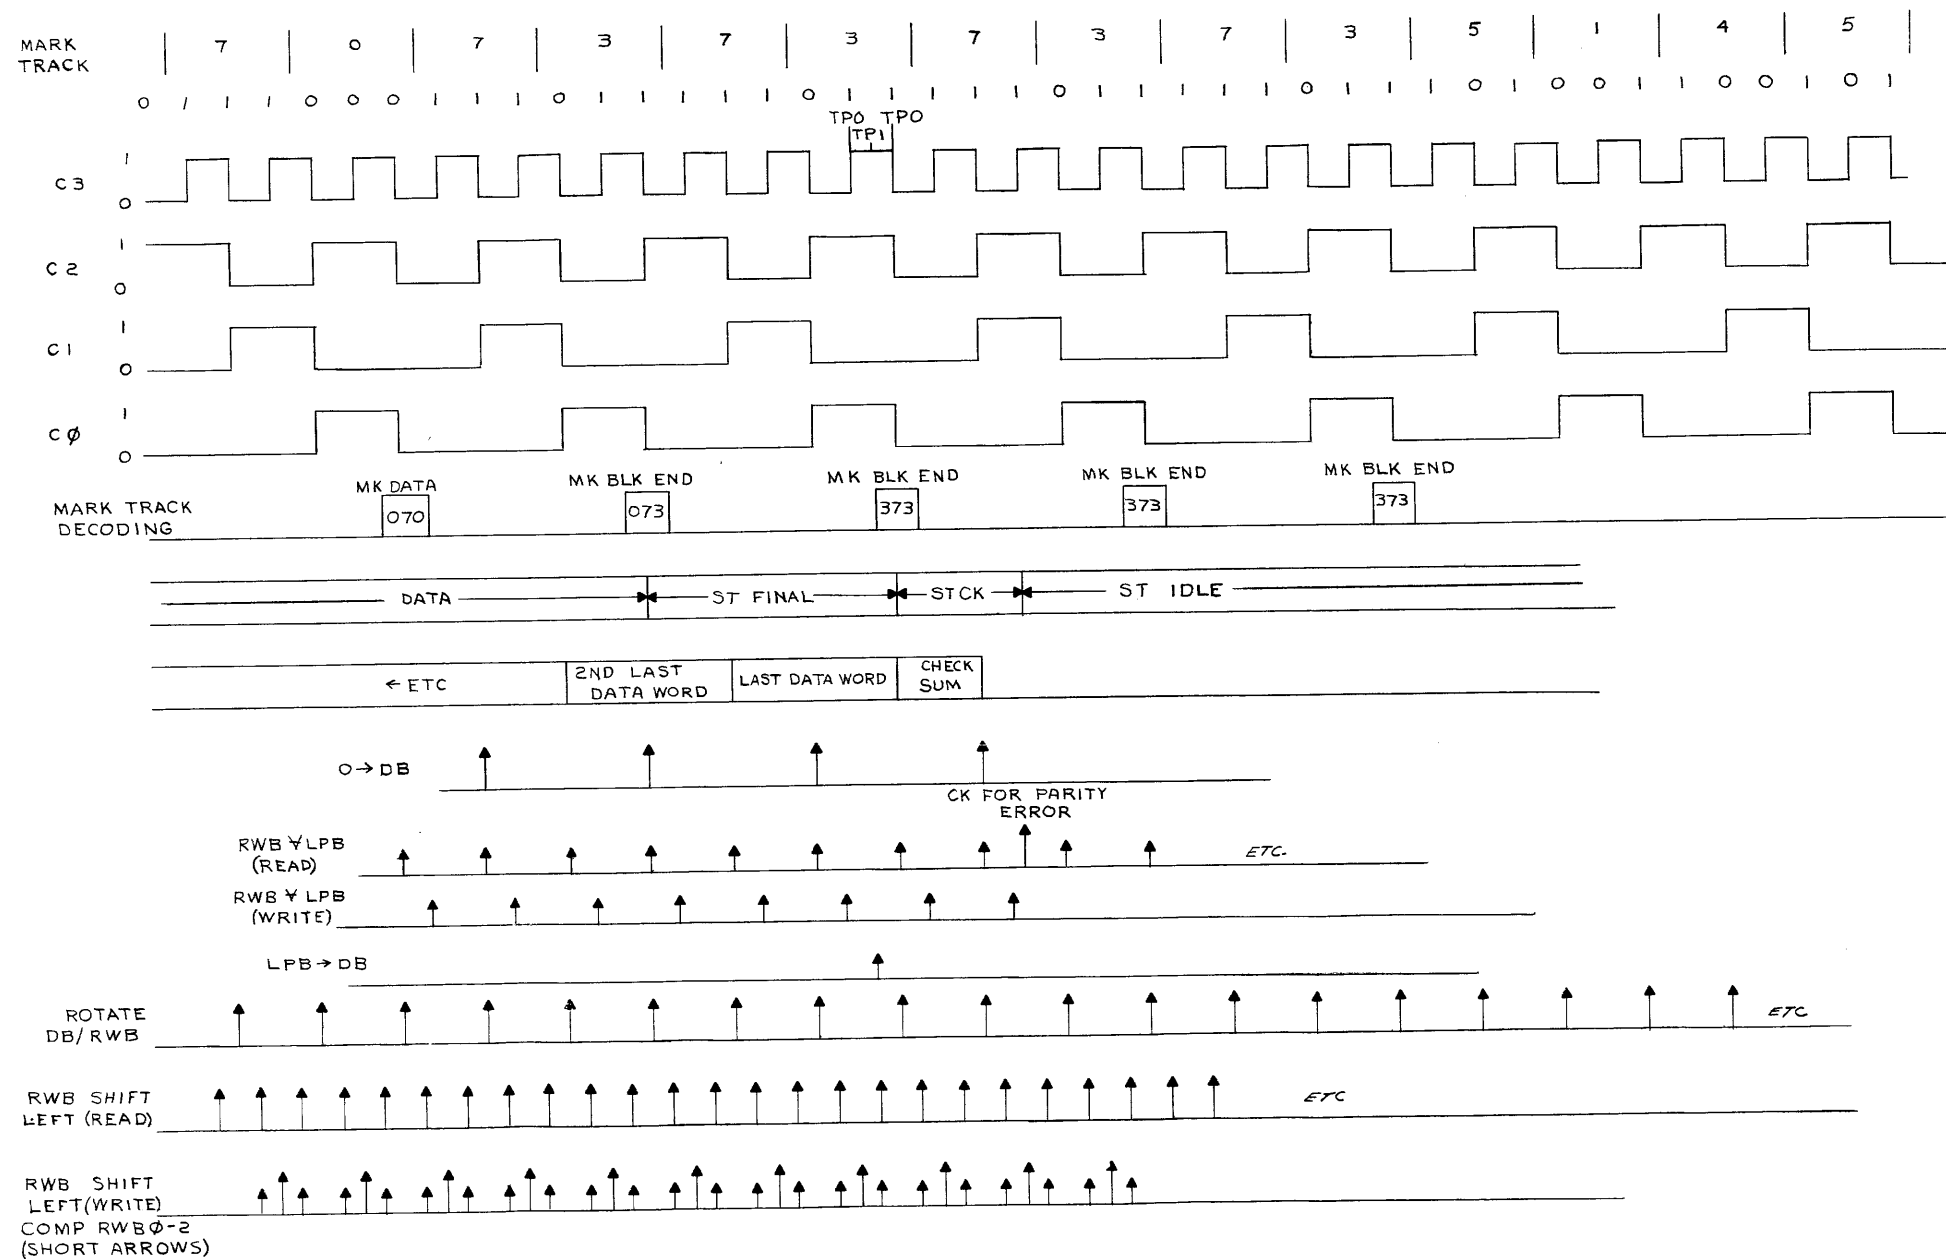 MARK TRACK
7 0 7 3 7 3 7 3 7 3 5 1 4 5
0 1 1 1 0 0 0 1 1 1 0 1 1 1 1 1 0 1 1 1 1 1 0 1 1 1 1 1 0 1 1 1 0 1 0 0 1 1 0 0 1 0 1
TP0 TP0
TP1
1
C3
0
1
C2
0
1
C1
0
1
CØ
0
MK DATA MK BLK END MK BLK END MK BLK END MK BLK END
MARK TRACK DECODING
070 073 373 373 373
DATA ST FINAL ST CK ST IDLE
← ETC
2ND LAST DATA WORD
LAST DATA WORD
CHECK SUM
0→DB
CK FOR PARITY ERROR
RWB ∀ LPB (READ)
ETC.
RWB ∀ LPB (WRITE)
LPB→DB
ROTATE DB/RWB
ETC
RWB SHIFT LEFT (READ)
ETC
RWB SHIFT LEFT(WRITE)
COMP RWBØ-2
(SHORT ARROWS)